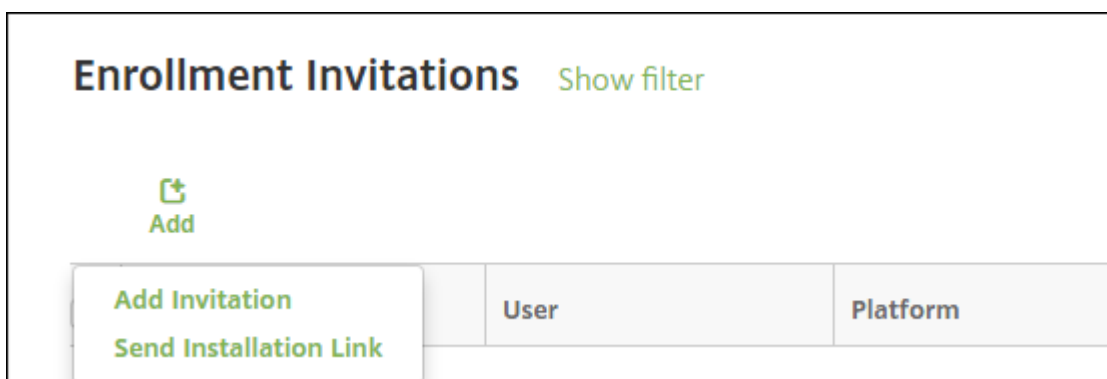 Enrollment Invitations Show filter
Add
Add Invitation
User Platform
Send Installation Link